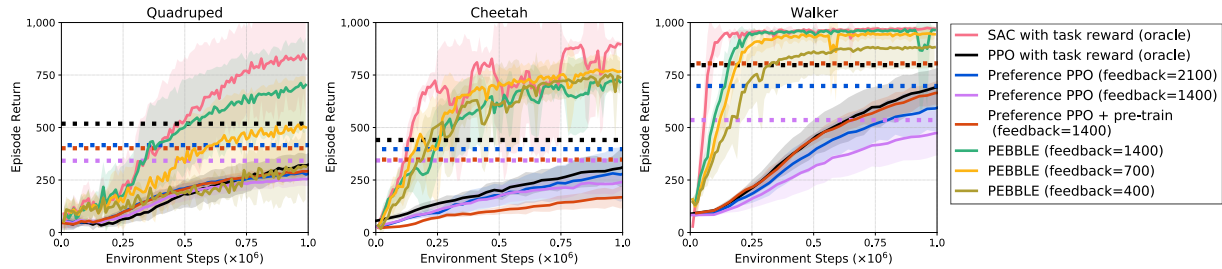 Quadruped
1,000
750
500
250
0
Episode Return
0.0
0.25
0.5
0.75
1.0
Environment Steps (×10⁶)
Cheetah
1,000
750
500
250
0
Episode Return
0.0
0.25
0.5
0.75
1.0
Environment Steps (×10⁶)
Walker
1,000
750
500
250
0
Episode Return
0.0
0.25
0.5
0.75
1.0
Environment Steps (×10⁶)
SAC with task reward (oracle)
PPO with task reward (oracle)
Preference PPO (feedback=2100)
Preference PPO (feedback=1400)
Preference PPO + pre-train
(feedback=1400)
PEBBLE (feedback=1400)
PEBBLE (feedback=700)
PEBBLE (feedback=400)